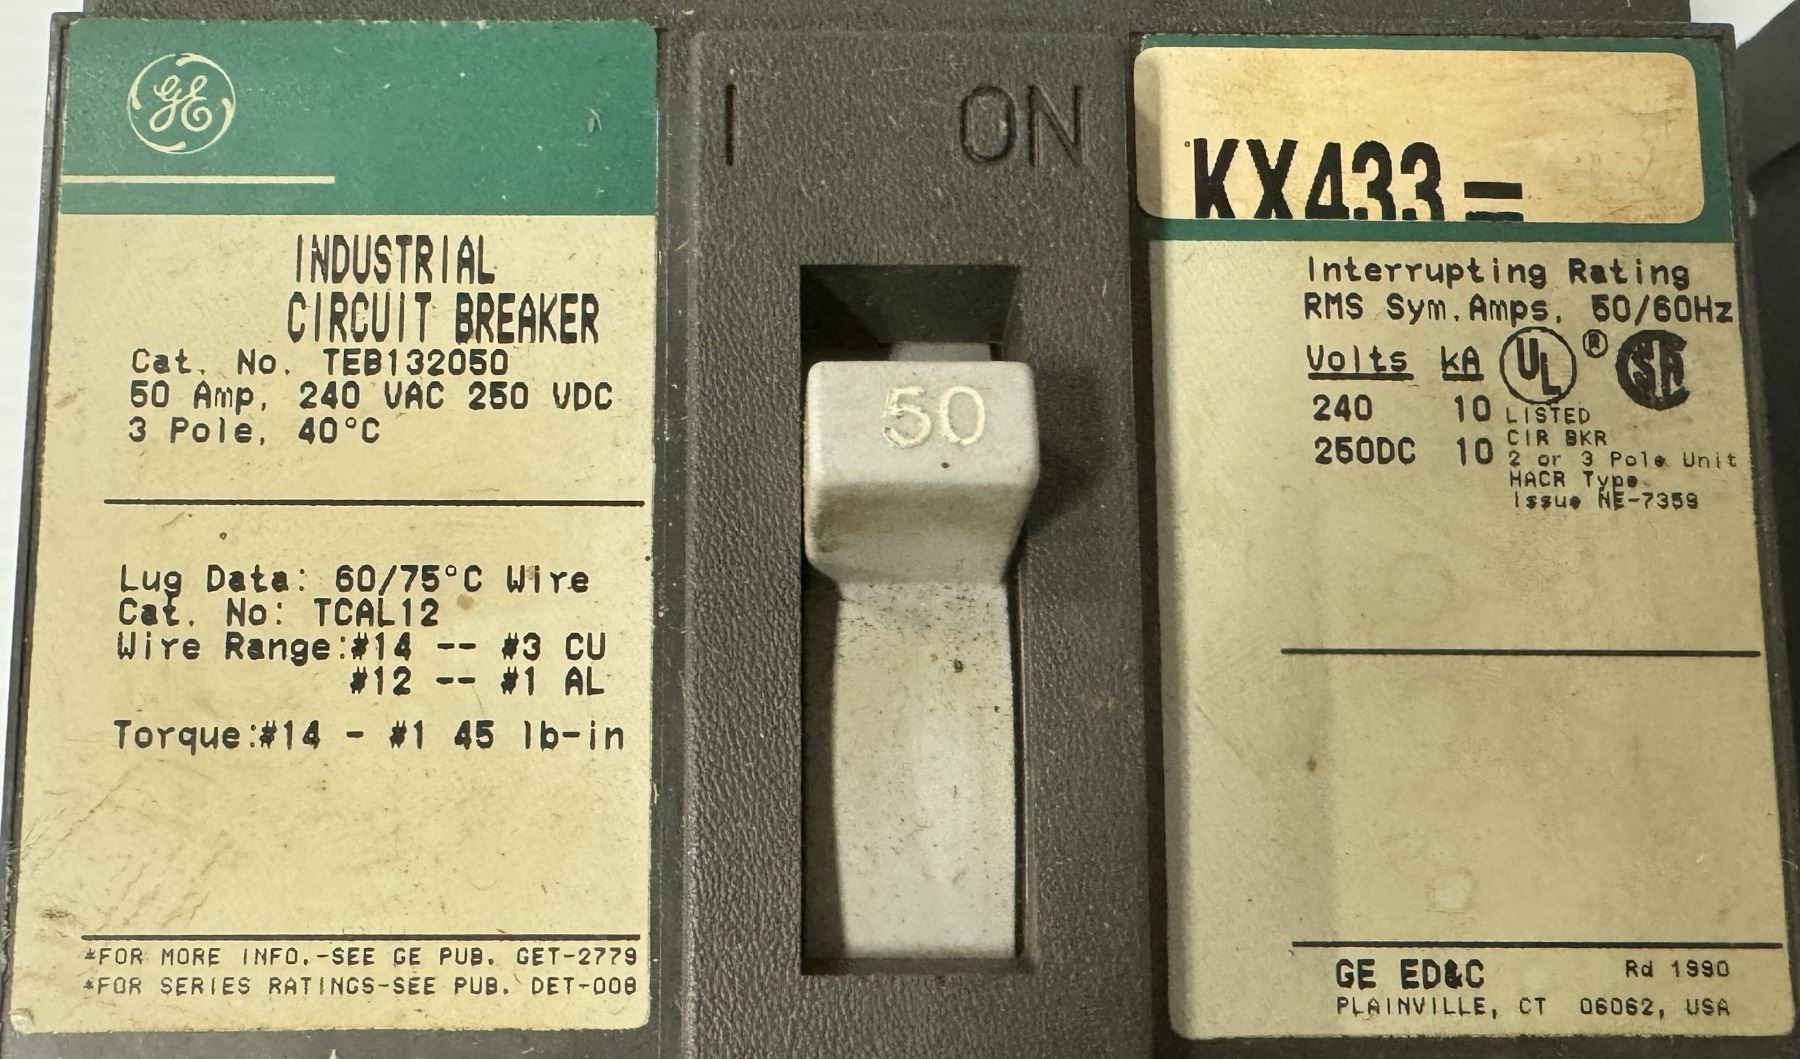 GE
INDUSTRIAL
CIRCUIT BREAKER
Cat. No. TEB132050
50 Amp, 240 VAC 250 VDC
3 Pole, 40°C
Lug Data: 60/75°C Wire
Cat. No: TCAL12
Wire Range:#14 -- #3 CU
#12 -- #1 AL
Torque:#14 - #1 45 lb-in
*FOR MORE INFO.-SEE GE PUB. GET-2779
*FOR SERIES RATINGS-SEE PUB. DET-008
I ON
50
KX433
Interrupting Rating
RMS Sym.Amps, 50/60Hz
Volts kA
240 10
250DC 10
UL ® SA
LISTED
CIR BKR
2 or 3 Pole Unit
HACR Type
Issue NE-7359
GE ED&C Rd 1990
PLAINVILLE, CT 06062, USA